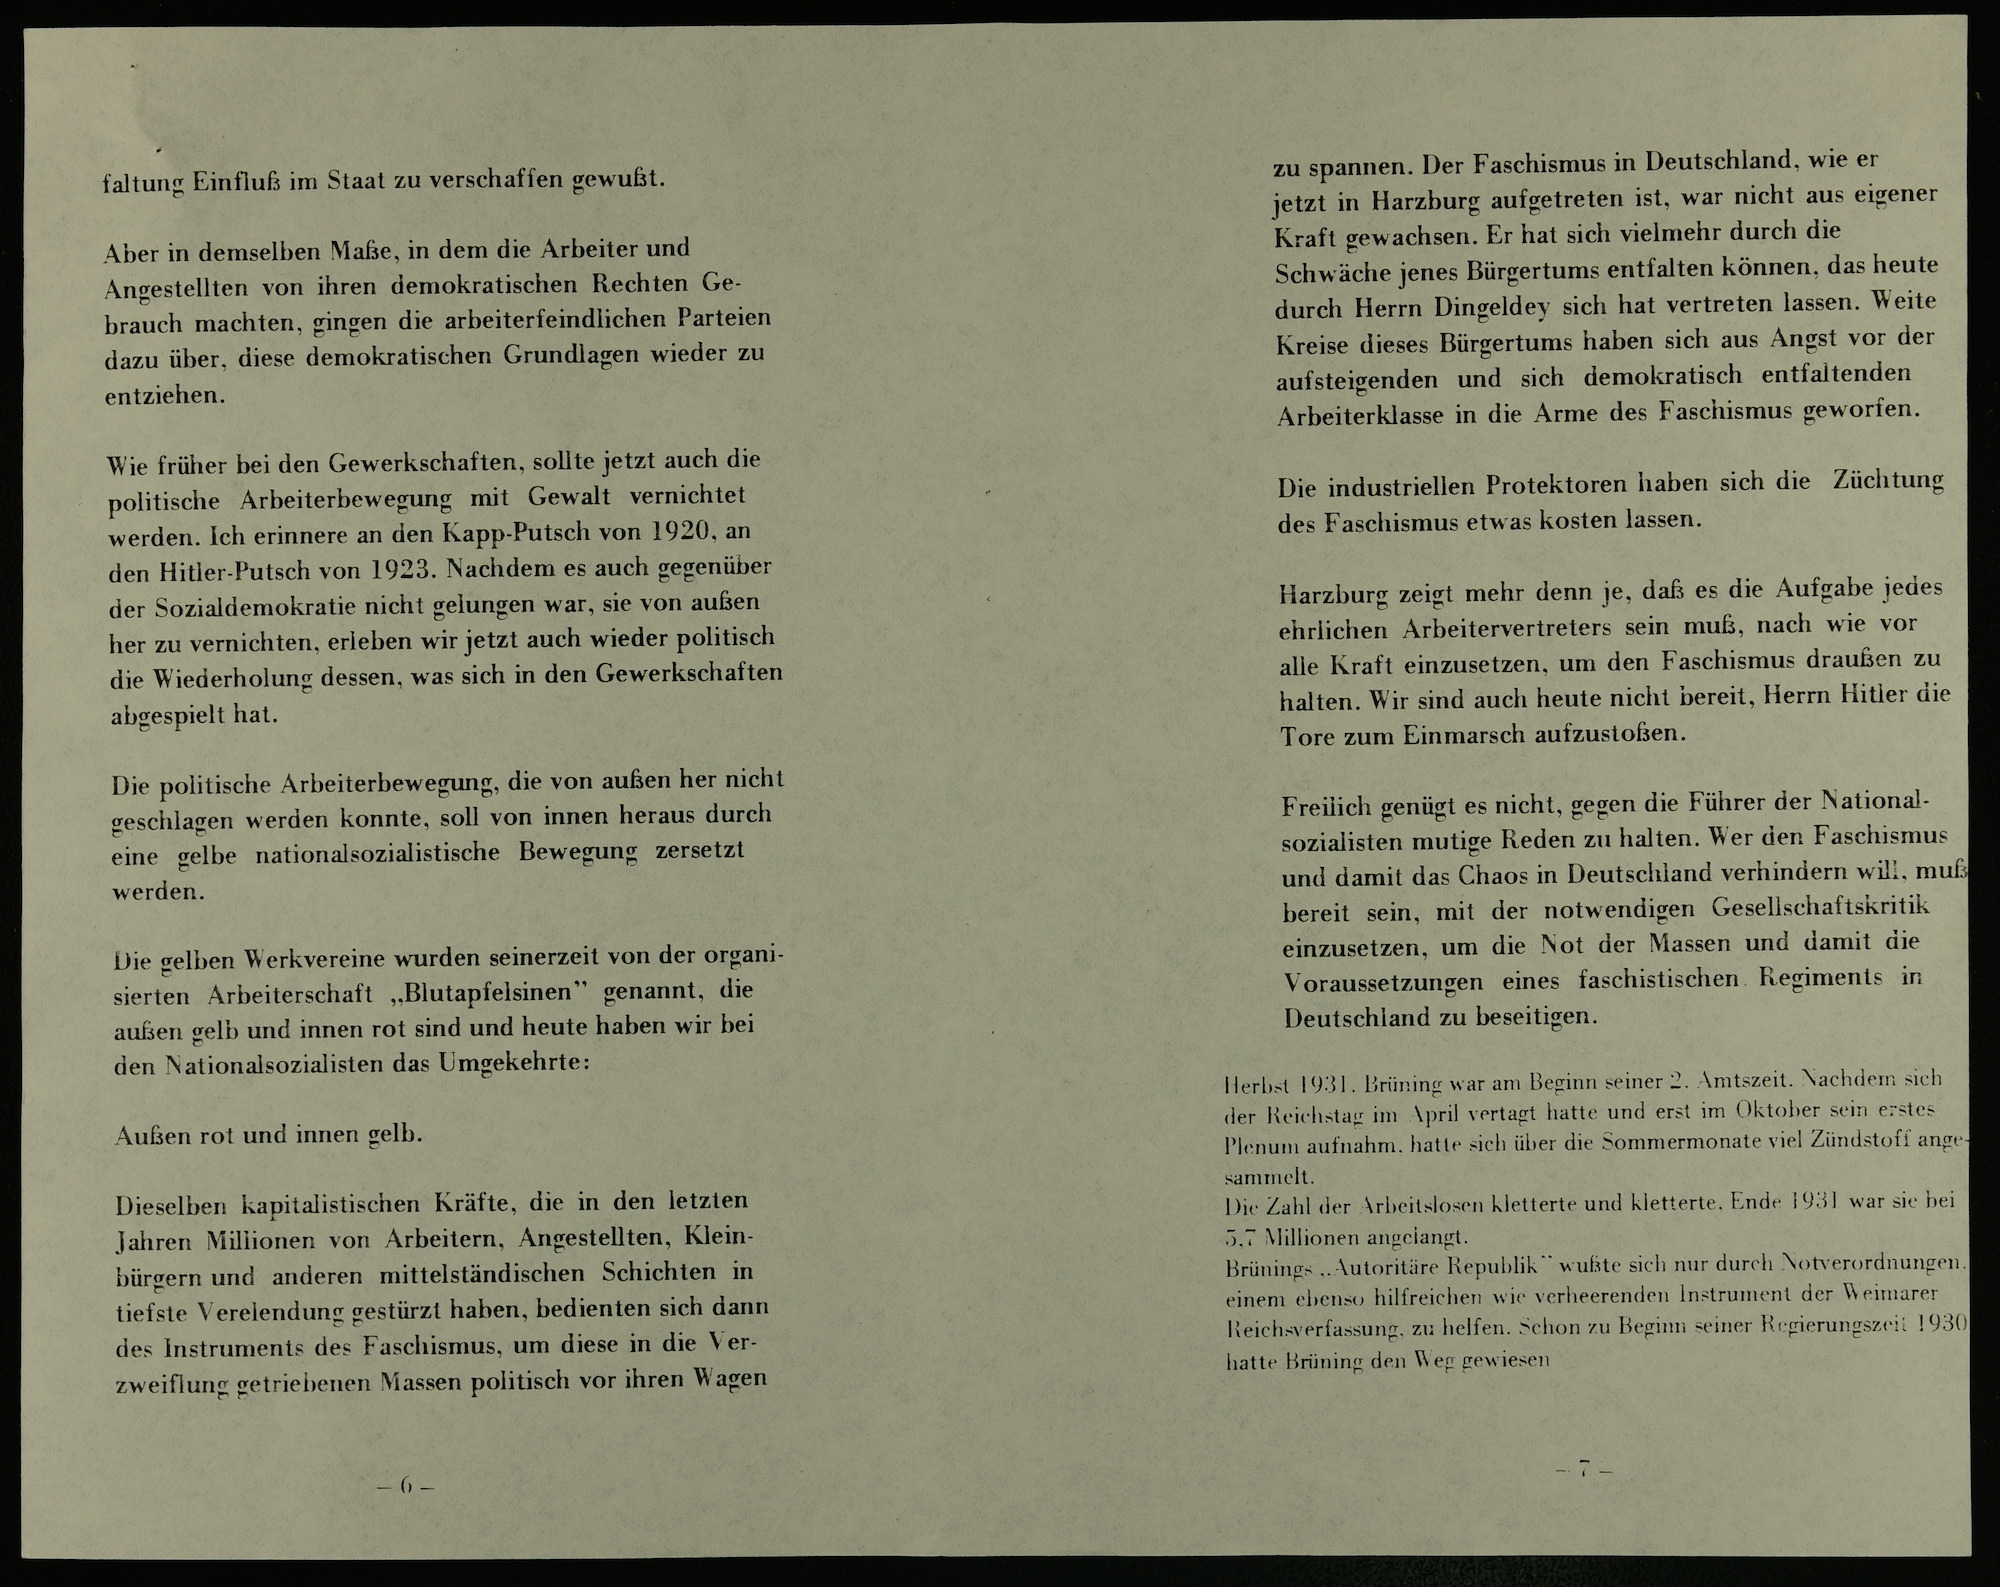 faltung Einfluß im Staat zu verschaffen gewußt.
Aber in demselben Maße, in dem die Arbeiter und
Angestellten von ihren demokratischen Rechten Ge-
brauch machten, gingen die arbeiterfeindlichen Parteien
dazu über, diese demokratischen Grundlagen wieder zu
entziehen.
Wie früher bei den Gewerkschaften, sollte jetzt auch die
politische Arbeiterbewegung mit Gewalt vernichtet
werden. Ich erinnere an den Kapp-Putsch von 1920, an
den Hitler-Putsch von 1923. Nachdem es auch gegenüber
der Sozialdemokratie nicht gelungen war, sie von außen
her zu vernichten, erleben wir jetzt auch wieder politisch
die Wiederholung dessen, was sich in den Gewerkschaften
abgespielt hat.
Die politische Arbeiterbewegung, die von außen her nicht
geschlagen werden konnte, soll von innen heraus durch
eine gelbe nationalsozialistische Bewegung zersetzt
werden.
Die gelben Werkvereine wurden seinerzeit von der organi-
sierten Arbeiterschaft „Blutapfelsinen” genannt, die
außen gelb und innen rot sind und heute haben wir bei
den Nationalsozialisten das Umgekehrte:
Außen rot und innen gelb.
Dieselben kapitalistischen Kräfte, die in den letzten
Jahren Millionen von Arbeitern, Angestellten, Klein-
bürgern und anderen mittelständischen Schichten in
tiefste Verelendung gestürzt haben, bedienten sich dann
des Instruments des Faschismus, um diese in die Ver-
zweiflung getriebenen Massen politisch vor ihren Wagen
– 6 –
zu spannen. Der Faschismus in Deutschland, wie er
jetzt in Harzburg aufgetreten ist, war nicht aus eigener
Kraft gewachsen. Er hat sich vielmehr durch die
Schwäche jenes Bürgertums entfalten können, das heute
durch Herrn Dingeldey sich hat vertreten lassen. Weite
Kreise dieses Bürgertums haben sich aus Angst vor der
aufsteigenden und sich demokratisch entfaltenden
Arbeiterklasse in die Arme des Faschismus geworfen.
Die industriellen Protektoren haben sich die Züchtung
des Faschismus etwas kosten lassen.
Harzburg zeigt mehr denn je, daß es die Aufgabe jedes
ehrlichen Arbeitervertreters sein muß, nach wie vor
alle Kraft einzusetzen, um den Faschismus draußen zu
halten. Wir sind auch heute nicht bereit, Herrn Hitler die
Tore zum Einmarsch aufzustoßen.
Freilich genügt es nicht, gegen die Führer der National-
sozialisten mutige Reden zu halten. Wer den Faschismus
und damit das Chaos in Deutschland verhindern will, muß
bereit sein, mit der notwendigen Gesellschaftskritik
einzusetzen, um die Not der Massen und damit die
Voraussetzungen eines faschistischen Regiments in
Deutschland zu beseitigen.
Herbst 1931. Brüning war am Beginn seiner 2. Amtszeit. Nachdem sich
der Reichstag im April vertagt hatte und erst im Oktober sein erstes
Plenum aufnahm, hatte sich über die Sommermonate viel Zündstoff ange-
sammelt.
Die Zahl der Arbeitslosen kletterte und kletterte, Ende 1931 war sie bei
5,7 Millionen angelangt.
Brünings „Autoritäre Republik” wußte sich nur durch Notverordnungen,
einem ebenso hilfreichen wie verheerenden Instrument der Weimarer
Reichsverfassung, zu helfen. Schon zu Beginn seiner Regierungszeit 1930
hatte Brüning den Weg gewiesen
– 7 –